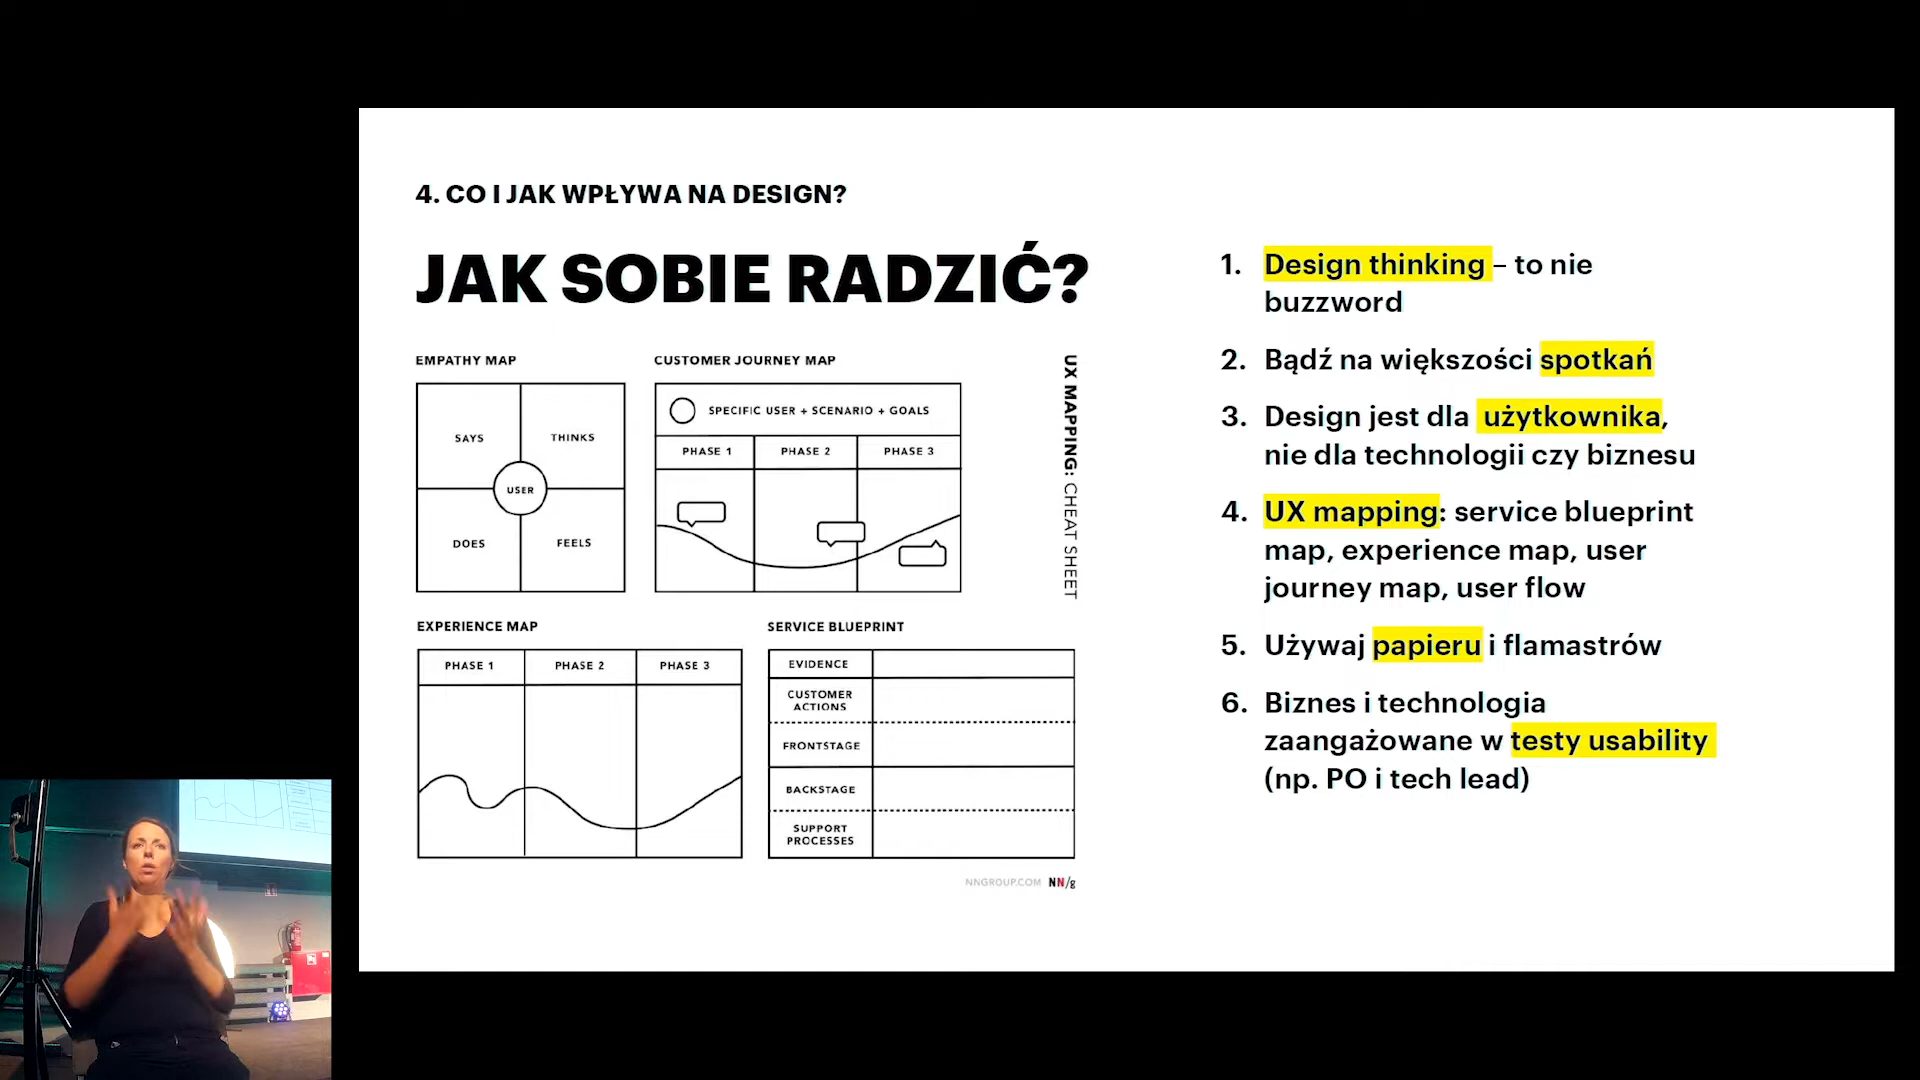 4. CO I JAK WPŁYWA NA DESIGN?
JAK SOBIE RADZIĆ?
EMPATHY MAP
SAYS
THINKS
USER
DOES
FEELS
CUSTOMER JOURNEY MAP
SPECIFIC USER + SCENARIO + GOALS
PHASE 1
PHASE 2
PHASE 3
UX MAPPING: CHEAT SHEET
EXPERIENCE MAP
PHASE 1
PHASE 2
PHASE 3
SERVICE BLUEPRINT
EVIDENCE
CUSTOMER
ACTIONS
FRONTSTAGE
BACKSTAGE
SUPPORT
PROCESSES
NNGROUP.COM NN/g
1. Design thinking – to nie
buzzword
2. Bądź na większości spotkań
3. Design jest dla użytkownika,
nie dla technologii czy biznesu
4. UX mapping: service blueprint
map, experience map, user
journey map, user flow
5. Używaj papieru i flamastrów
6. Biznes i technologia
zaangażowane w testy usability
(np. PO i tech lead)